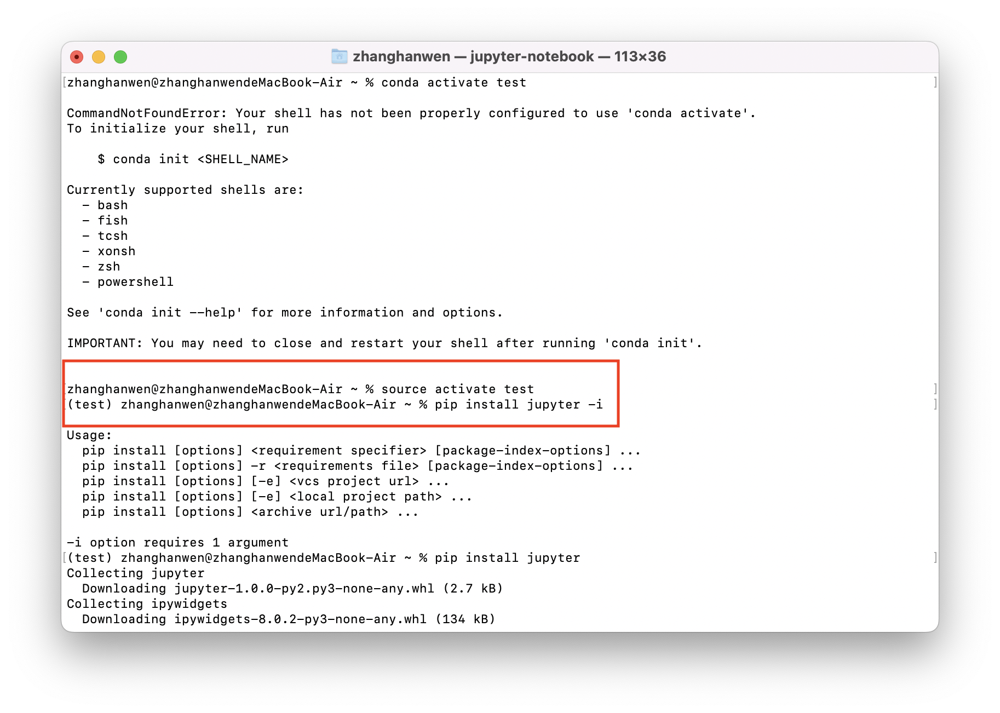 zhanghanwen — jupyter-notebook — 113×36
[zhanghanwen@zhanghanwendeMacBook-Air ~ % conda activate test ]
CommandNotFoundError: Your shell has not been properly configured to use 'conda activate'.
To initialize your shell, run
$ conda init <SHELL_NAME>
Currently supported shells are:
- bash
- fish
- tcsh
- xonsh
- zsh
- powershell
See 'conda init --help' for more information and options.
IMPORTANT: You may need to close and restart your shell after running 'conda init'.
[zhanghanwen@zhanghanwendeMacBook-Air ~ % source activate test ]
[(test) zhanghanwen@zhanghanwendeMacBook-Air ~ % pip install jupyter -i ]
Usage:
pip install [options] <requirement specifier> [package-index-options] ...
pip install [options] -r <requirements file> [package-index-options] ...
pip install [options] [-e] <vcs project url> ...
pip install [options] [-e] <local project path> ...
pip install [options] <archive url/path> ...
-i option requires 1 argument
[(test) zhanghanwen@zhanghanwendeMacBook-Air ~ % pip install jupyter ]
Collecting jupyter
Downloading jupyter-1.0.0-py2.py3-none-any.whl (2.7 kB)
Collecting ipywidgets
Downloading ipywidgets-8.0.2-py3-none-any.whl (134 kB)